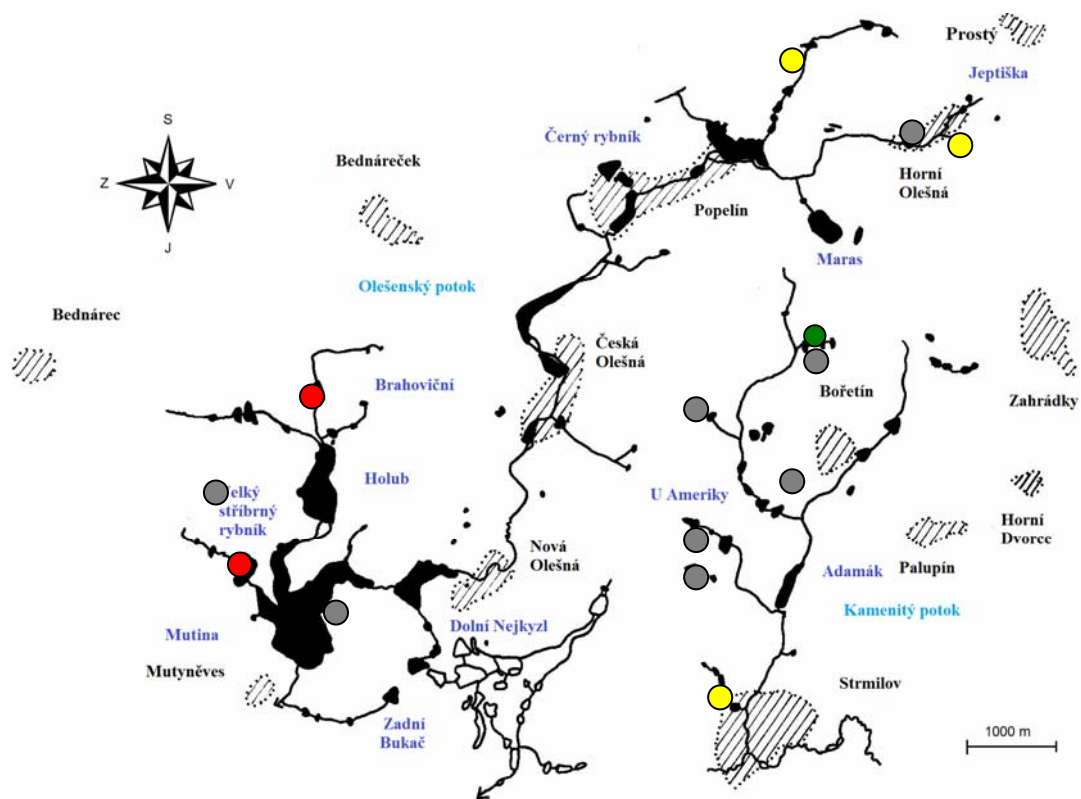 Prostý
Jeptiška
S
Z
V
J
Bednáreček
Černý rybník
Horní
Olešná
Popelín
Maras
Olešenský potok
Bednárec
Česká
Olešná
Brahoviční
Bořetín
Zahrádky
Holub
U Ameriky
elký
stříbrný
rybník
Horní
Dvorce
Nová
Olešná
Palupín
Adamák
Kamenitý potok
Mutina
Dolní Nejkyzl
Mutyněves
Strmilov
Zadní
Bukač
1000 m